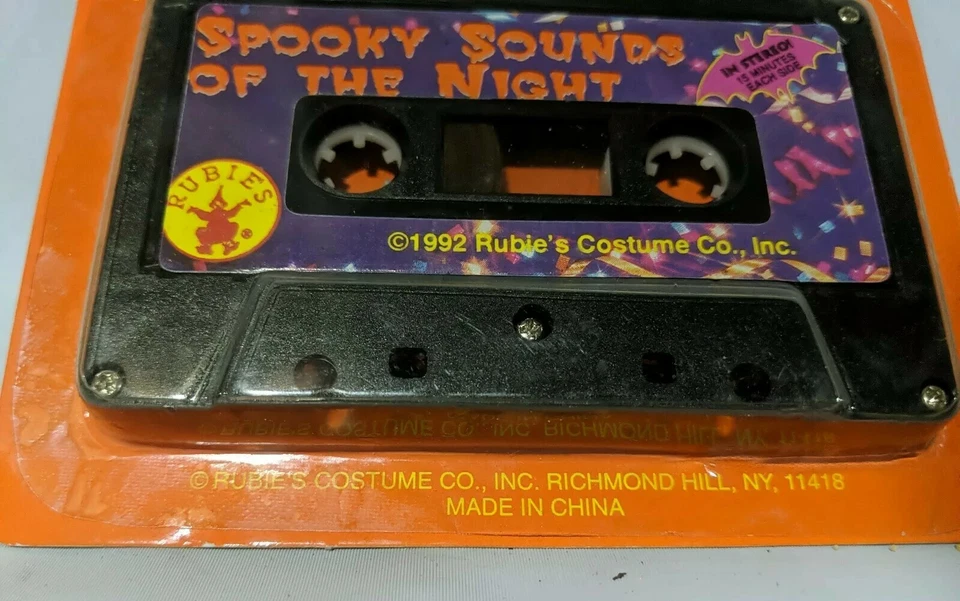 SPOOKY SOUNDS
OF THE NIGHT
IN STEREO!
15 MINUTES
EACH SIDE
RUBIES
®
©1992 Rubie's Costume Co., Inc.
©RUBIE'S COSTUME CO., INC. RICHMOND HILL, NY, 11418
MADE IN CHINA